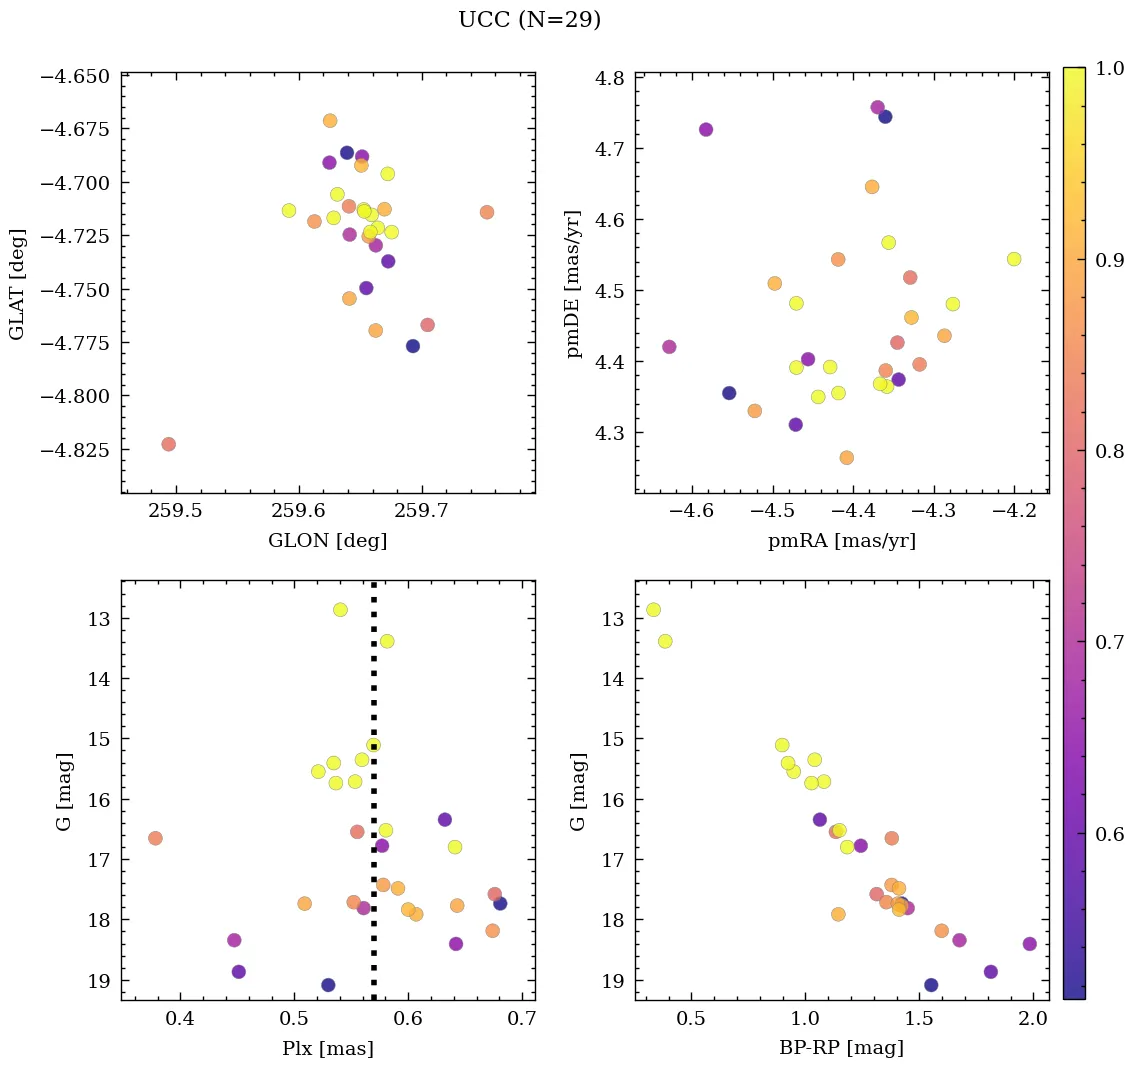 UCC (N=29)
−4.650
−4.675
−4.700
−4.725
−4.750
−4.775
−4.800
−4.825
GLAT [deg]
259.5 259.6 259.7
GLON [deg]
4.8
4.7
4.6
4.5
4.4
4.3
pmDE [mas/yr]
−4.6 −4.5 −4.4 −4.3 −4.2
pmRA [mas/yr]
13
14
15
16
17
18
19
G [mag]
0.4 0.5 0.6 0.7
Plx [mas]
13
14
15
16
17
18
19
G [mag]
0.5 1.0 1.5 2.0
BP-RP [mag]
1.0
0.9
0.8
0.7
0.6